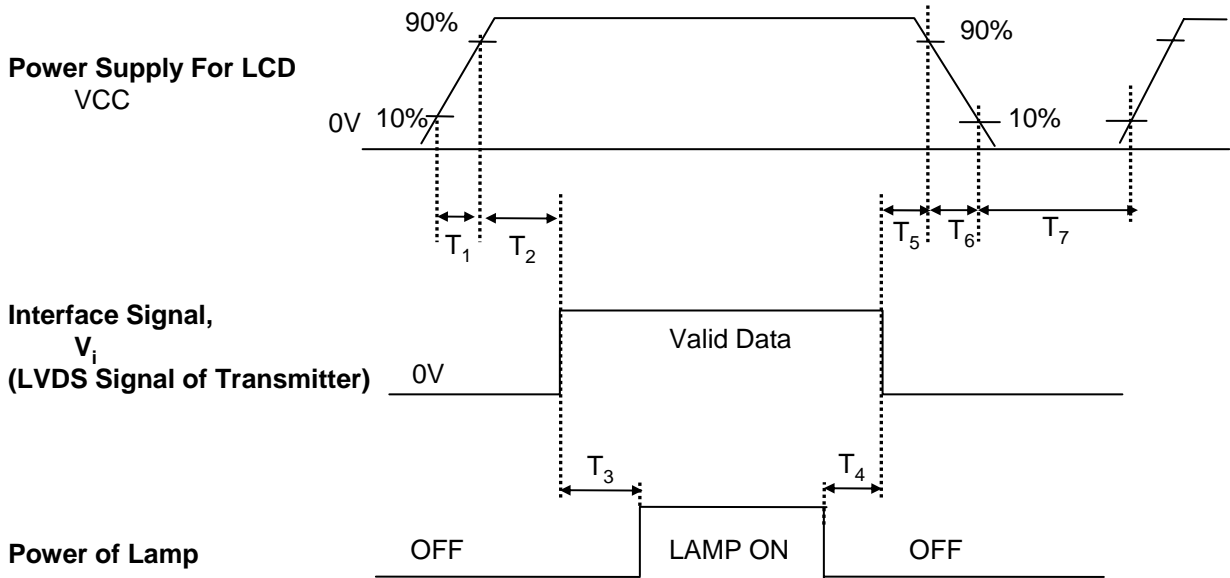 90%
90%
Power Supply For LCD
VCC
0V
10%
10%
T1
T2
T5
T6
T7
Interface Signal,
Vi
(LVDS Signal of Transmitter)
0V
Valid Data
T3
T4
Power of Lamp
OFF
LAMP ON
OFF